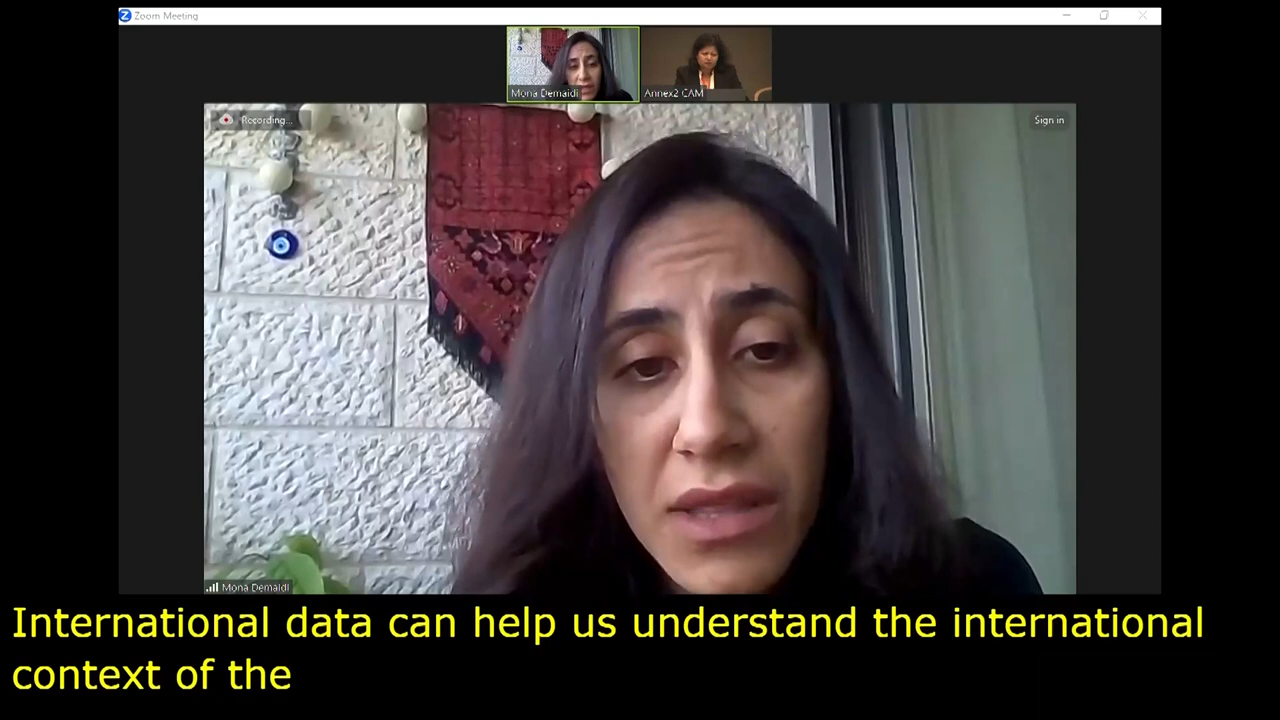 Zoom Meeting
Mona Demaidi
Annex2 CAM
Recording...
Sign in
Mona Demaidi
International data can help us understand the international
context of the